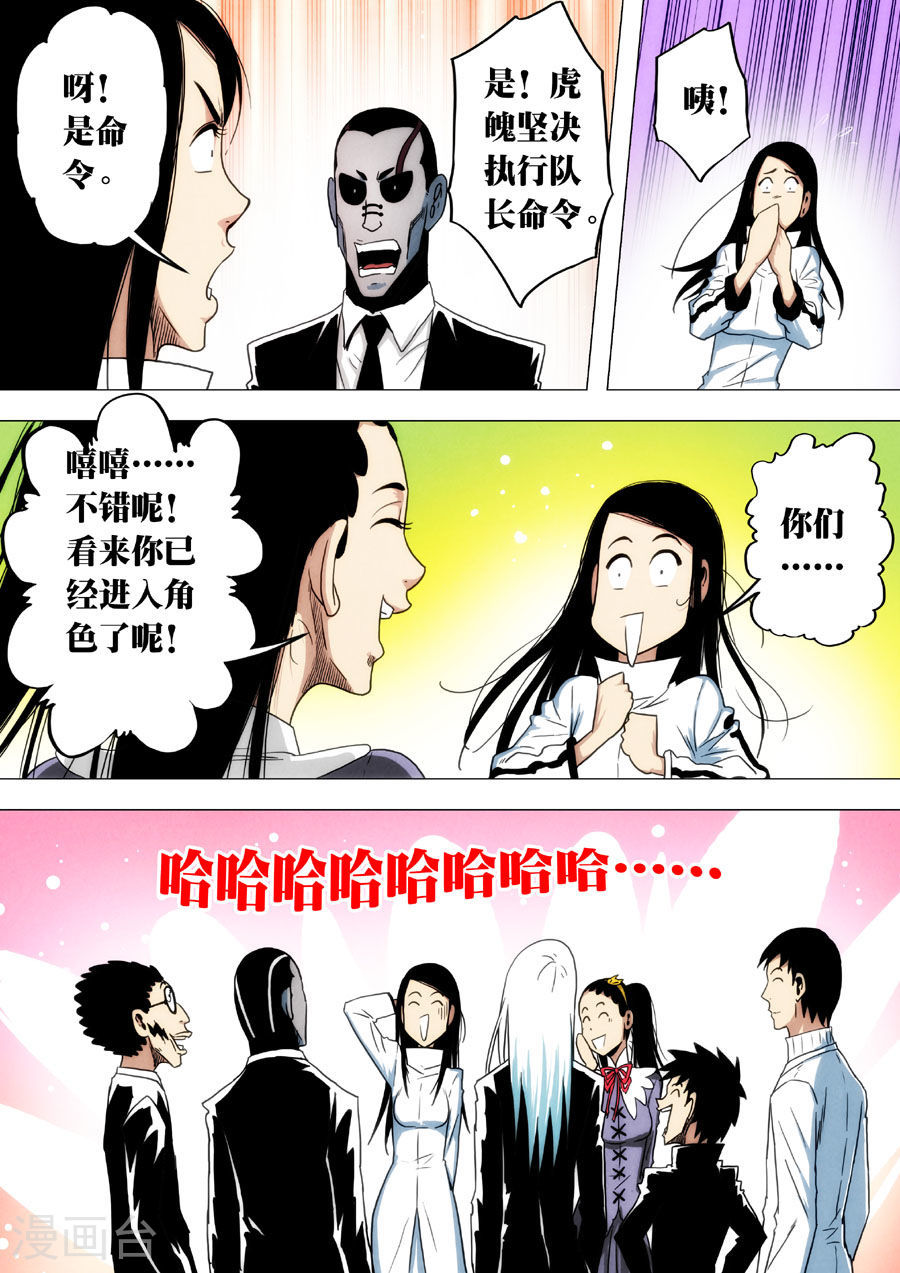 呀！
是命
令。
是！虎
魄坚决
执行队
长命令。
咦！
嘻嘻……
不错呢！
看来你已
经进入角
色了呢！
你们
……
哈哈哈哈哈哈哈哈……
漫画台